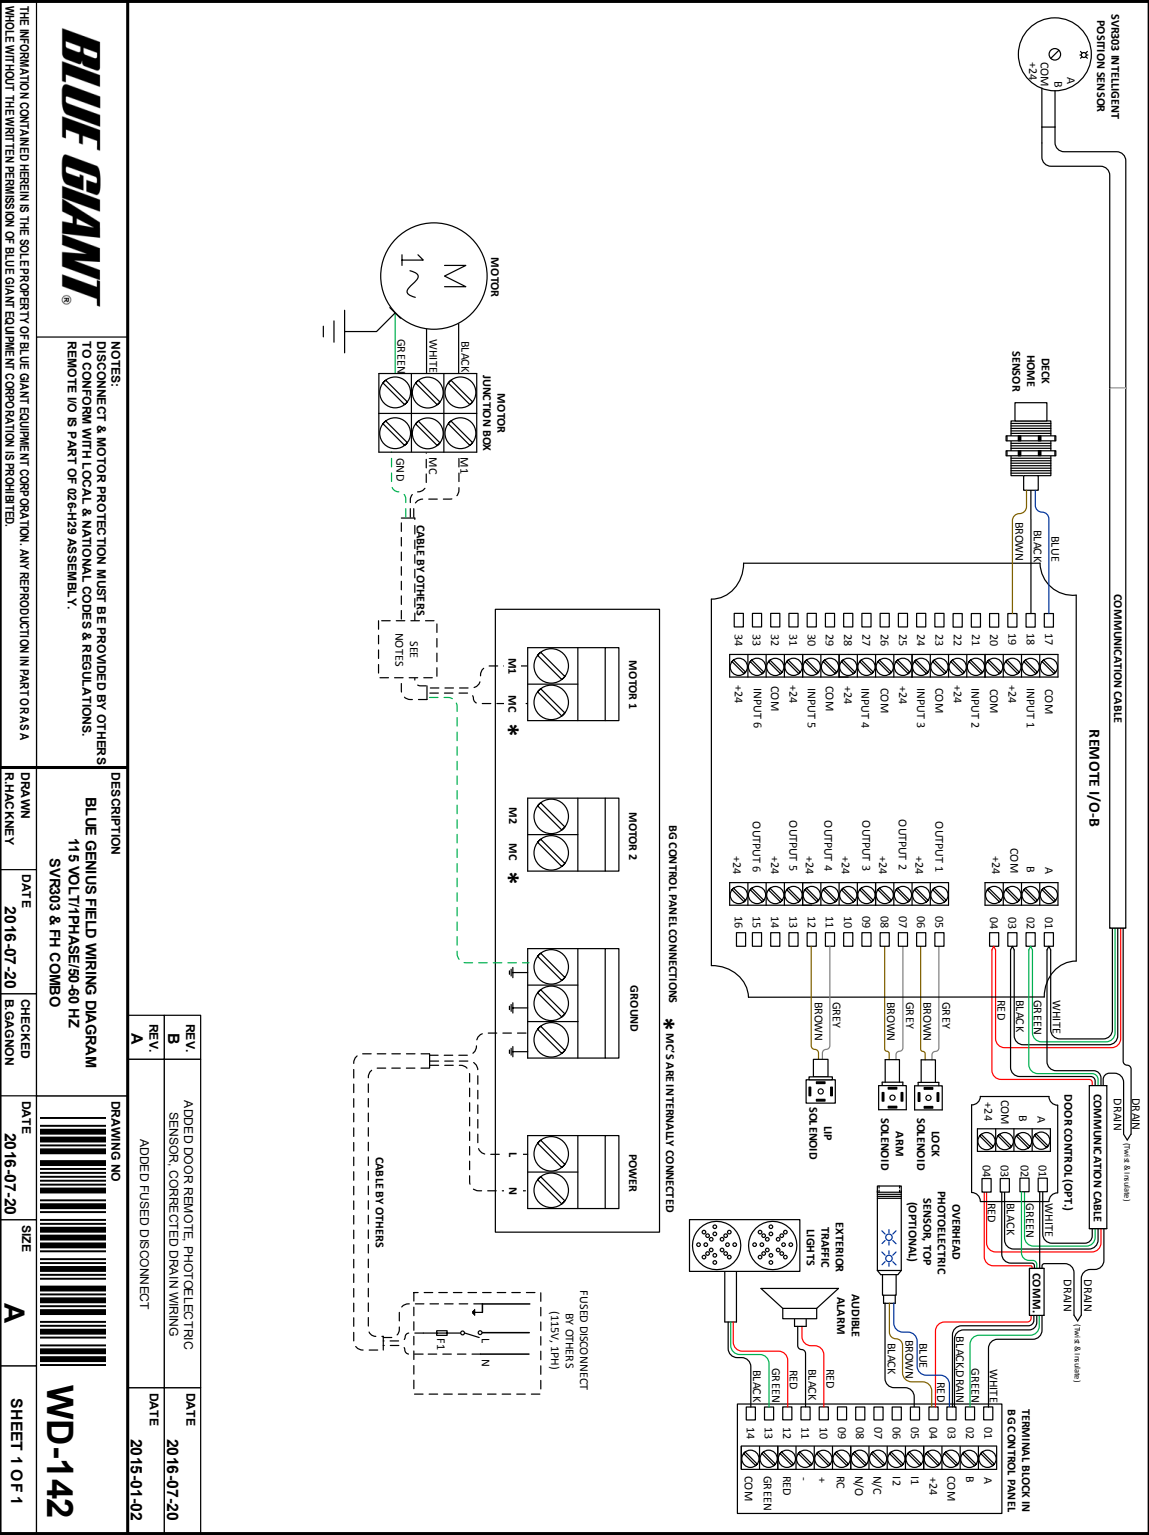 SVR303 INTELLIGENT
POSITION SENSOR
A
B
COM
+24
COMMUNICATION CABLE
DRAIN
DRAIN
(Twist & Insulate)
DECK
HOME
SENSOR
BLUE
BLACK
BROWN
REMOTE I/O-B
17 COM
18 INPUT 1
19 +24
20 COM
21 INPUT 2
22 +24
23 COM
24 INPUT 3
25 +24
26 COM
27 INPUT 4
28 +24
29 COM
30 INPUT 5
31 +24
32 COM
33 INPUT 6
34 +24
A 01
B 02
COM 03
+24 04
OUTPUT 1 05
+24 06
OUTPUT 2 07
+24 08
OUTPUT 3 09
+24 10
OUTPUT 4 11
+24 12
OUTPUT 5 13
+24 14
OUTPUT 6 15
+24 16
WHITE
GREEN
BLACK
RED
GREY
BROWN
GREY
BROWN
GREY
BROWN
LOCK
SOLENOID
ARM
SOLENOID
LIP
SOLENOID
COMMUNICATION CABLE
DOOR CONTROL (OPT.)
A 01
B 02
COM 03
+24 04
WHITE
GREEN
BLACK
RED
COMM.
DRAIN
DRAIN
(Twist & Insulate)
OVERHEAD
PHOTOELECTRIC
SENSOR, TOP
(OPTIONAL)
AUDIBLE
ALARM
EXTERIOR
TRAFFIC
LIGHTS
WHITE
GREEN
BLACK,DRAIN
RED
BLUE
BROWN
BLACK
RED
BLACK
RED
GREEN
BLACK
TERMINAL BLOCK IN
BG CONTROL PANEL
01 A
02 B
03 COM
04 +24
05 I1
06 I2
07 N/C
08 N/O
09 RC
10 +
11 -
12 RED
13 GREEN
14 COM
MOTOR
M
1~
BLACK
WHITE
GREEN
MOTOR
JUNCTION BOX
M1
MC
GND
CABLE BY OTHERS
SEE
NOTES
BG CONTROL PANEL CONNECTIONS * MC'S ARE INTERNALLY CONNECTED
MOTOR 1
M1 MC *
MOTOR 2
M2 MC *
GROUND
POWER
L N
CABLE BY OTHERS
FUSED DISCONNECT
BY OTHERS
(115V, 1PH)
N
L
F1
REV. B
ADDED DOOR REMOTE, PHOTOELECTRIC
SENSOR, CORRECTED DRAIN WIRING
DATE 2016-07-20
REV. A
ADDED FUSED DISCONNECT
DATE 2015-01-02
BLUE GIANT ®
NOTES:
DISCONNECT & MOTOR PROTECTION MUST BE PROVIDED BY OTHERS
TO CONFORM WITH LOCAL & NATIONAL CODES & REGULATIONS.
REMOTE I/O IS PART OF 026-H29 ASSEMBLY.
THE INFORMATION CONTAINED HEREIN IS THE SOLE PROPERTY OF BLUE GIANT EQUIPMENT CORPORATION. ANY REPRODUCTION IN PART OR AS A
WHOLE WITHOUT THE WRITTEN PERMISSION OF BLUE GIANT EQUIPMENT CORPORATION IS PROHIBITED.
DESCRIPTION
BLUE GENIUS FIELD WIRING DIAGRAM
115 VOLT/1PHASE/50-60 HZ
SVR303 & FH COMBO
DRAWN
R.HACKNEY
DATE
2016-07-20
CHECKED
B.GAGNON
DATE
2016-07-20
SIZE
A
DRAWING NO
WD-142
SHEET 1 OF 1